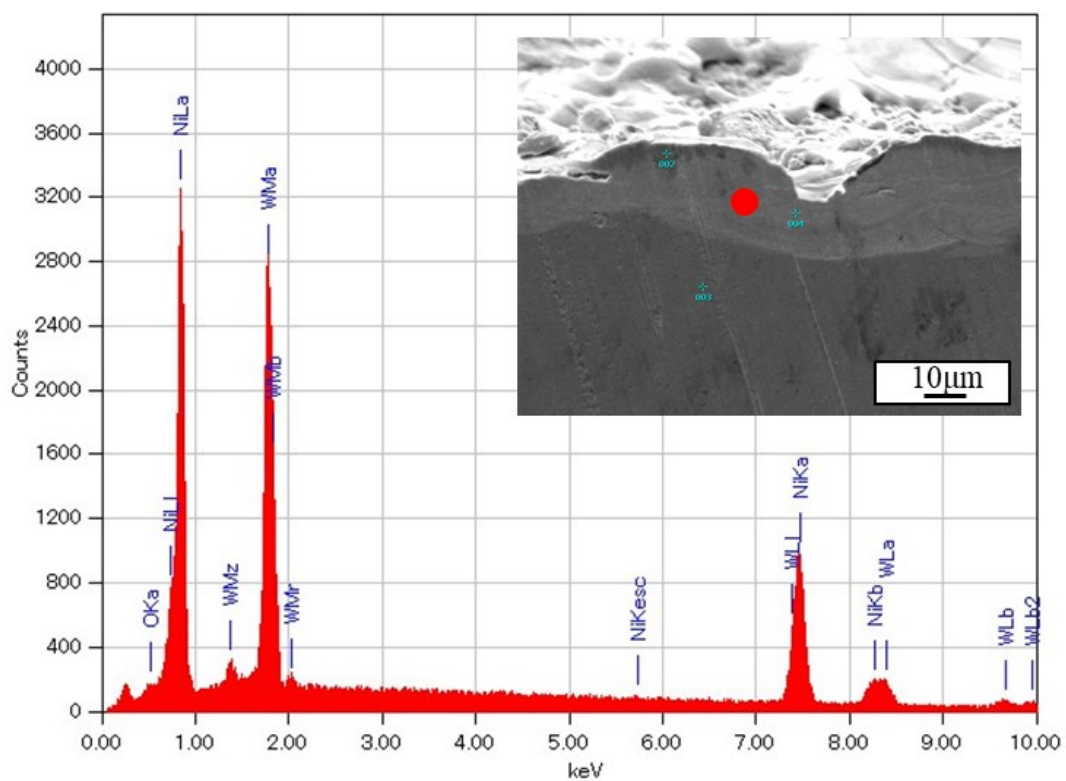 4000
3600
3200
2800
2400
2000
1600
1200
800
400
0
Counts
0.00 1.00 2.00 3.00 4.00 5.00 6.00 7.00 8.00 9.00 10.00
keV
OKa
NiLl
NiLa
WMz
WMa
WMb
WMr
NiKesc
WLl
NiKa
NiKb
WLa
WLb
WLb2
002
004
003
10μm